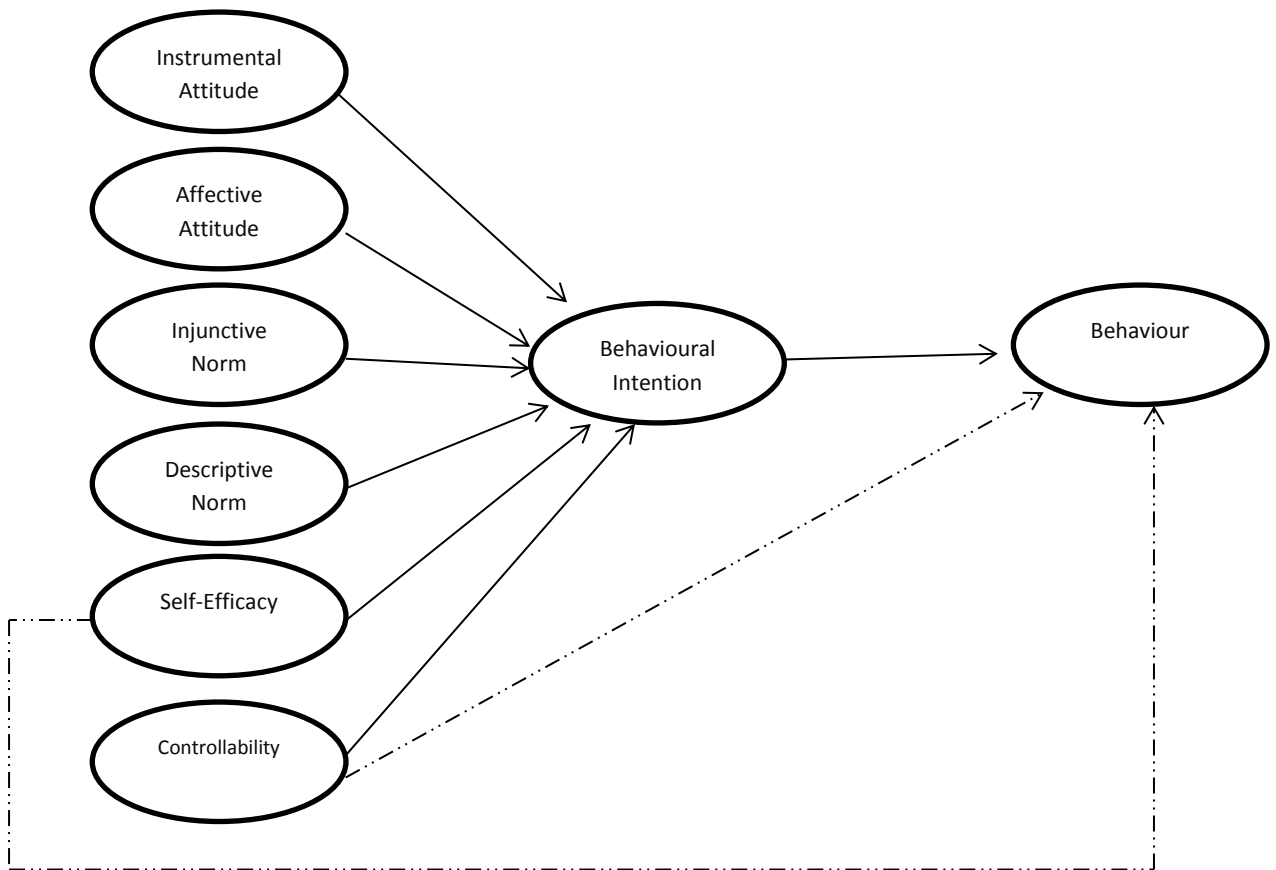 Instrumental
Attitude
Affective
Attitude
Injunctive
Norm
Descriptive
Norm
Self-Efficacy
Controllability
Behavioural
Intention
Behaviour